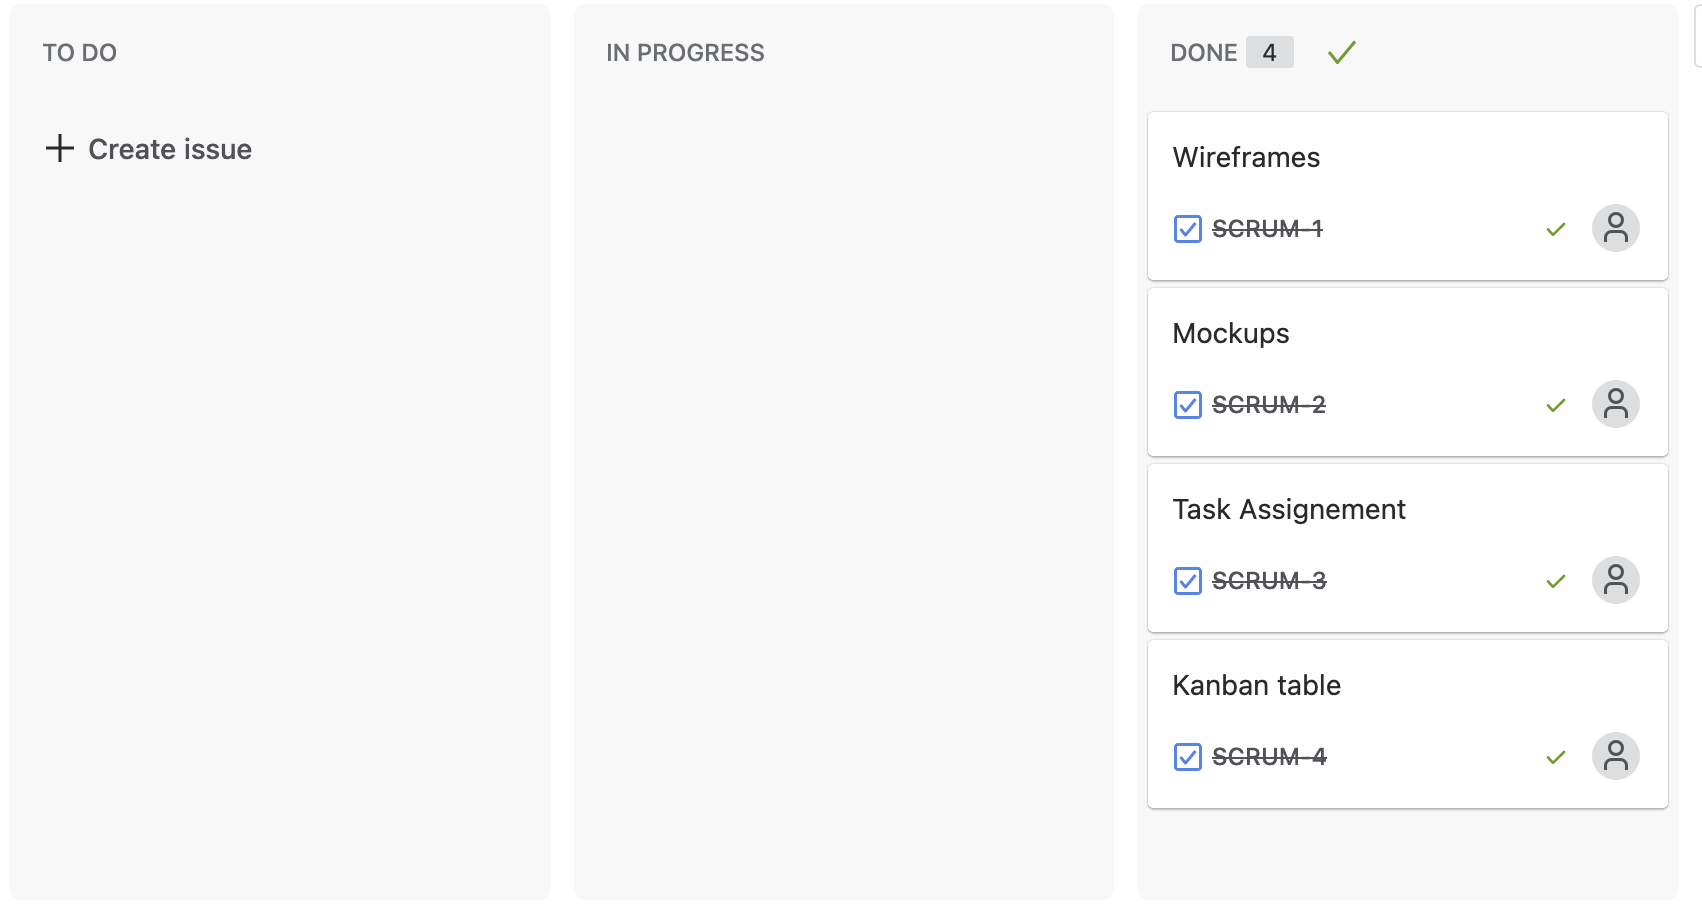 TO DO
Create issue
IN PROGRESS
DONE 4
Wireframes
SCRUM-1
Mockups
SCRUM-2
Task Assignement
SCRUM-3
Kanban table
SCRUM-4